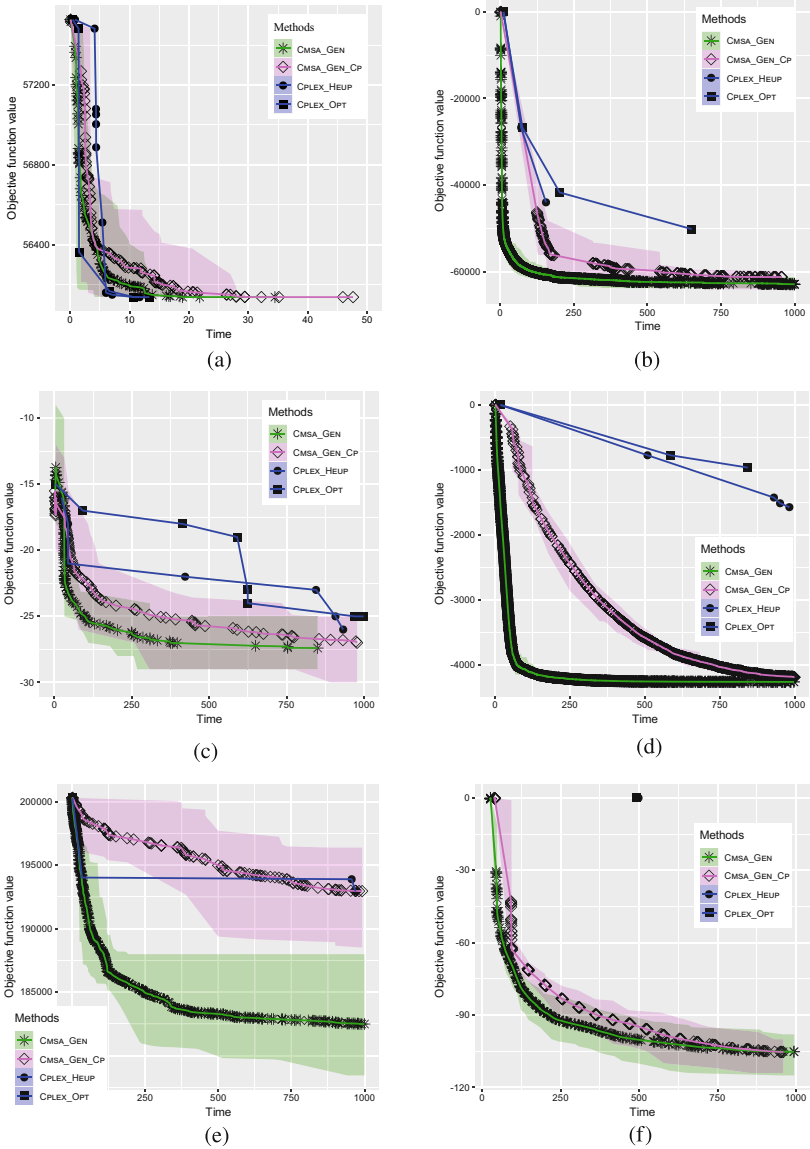 Methods
CMSA_GEN
CMSA_GEN_CP
CPLEX_HEUP
CPLEX_OPT
57200
56800
56400
Objective function value
0 10 20 30 40 50
Time
(a)
Methods
CMSA_GEN
CMSA_GEN_CP
CPLEX_HEUP
CPLEX_OPT
0
-20000
-40000
-60000
Objective function value
0 250 500 750 1000
Time
(b)
Methods
CMSA_GEN
CMSA_GEN_CP
CPLEX_HEUP
CPLEX_OPT
-10
-15
-20
-25
-30
Objective function value
0 250 500 750 1000
Time
(c)
Methods
CMSA_GEN
CMSA_GEN_CP
CPLEX_HEUP
CPLEX_OPT
0
-1000
-2000
-3000
-4000
Objective function value
0 250 500 750 1000
Time
(d)
200000
195000
190000
185000
Objective function value
Methods
CMSA_GEN
CMSA_GEN_CP
CPLEX_HEUP
CPLEX_OPT
250 500 750 1000
Time
(e)
Methods
CMSA_GEN
CMSA_GEN_CP
CPLEX_HEUP
CPLEX_OPT
0
-30
-60
-90
-120
Objective function value
0 250 500 750 1000
Time
(f)